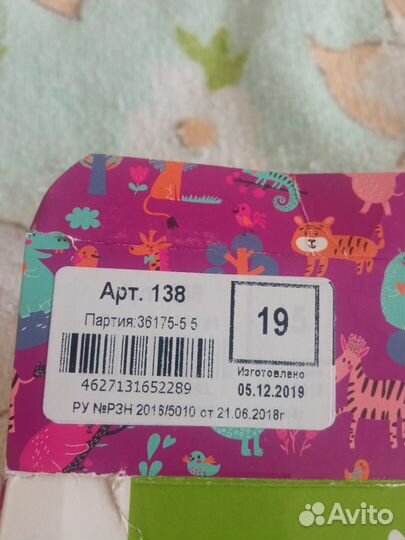 Арт. 138
Партия:36175-5 5
19
Изготовлено
05.12.2019
4627131652289
РУ №РЗН 2016/5010 от 21.06.2018г
Avito